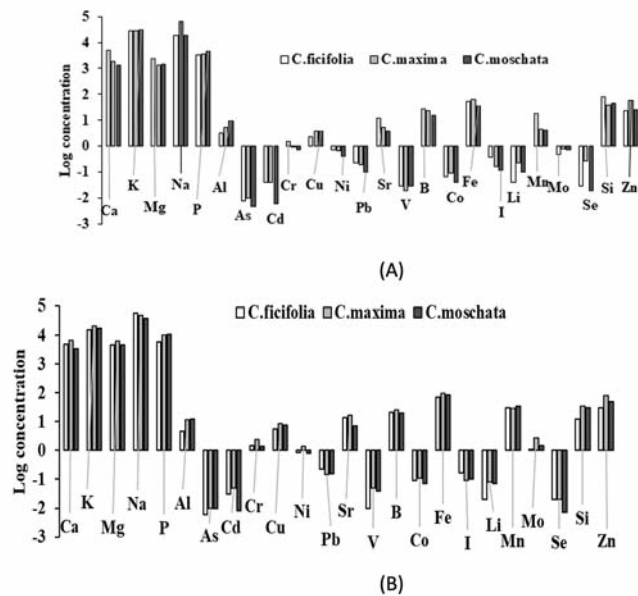 C.ficifolia C.maxima C.moschata
Log concentration
5
4
3
2
1
0
-1
-2
-3
Ca K Mg Na P Al As Cd Cr Cu Ni Pb Sr V B Co Fe I Li Mn Mo Se Si Zn
(A)
C.ficifolia C.maxima C.moschata
Log concentration
5
4
3
2
1
0
-1
-2
-3
Ca K Mg Na P Al As Cd Cr Cu Ni Pb Sr V B Co Fe I Li Mn Mo Se Si Zn
(B)